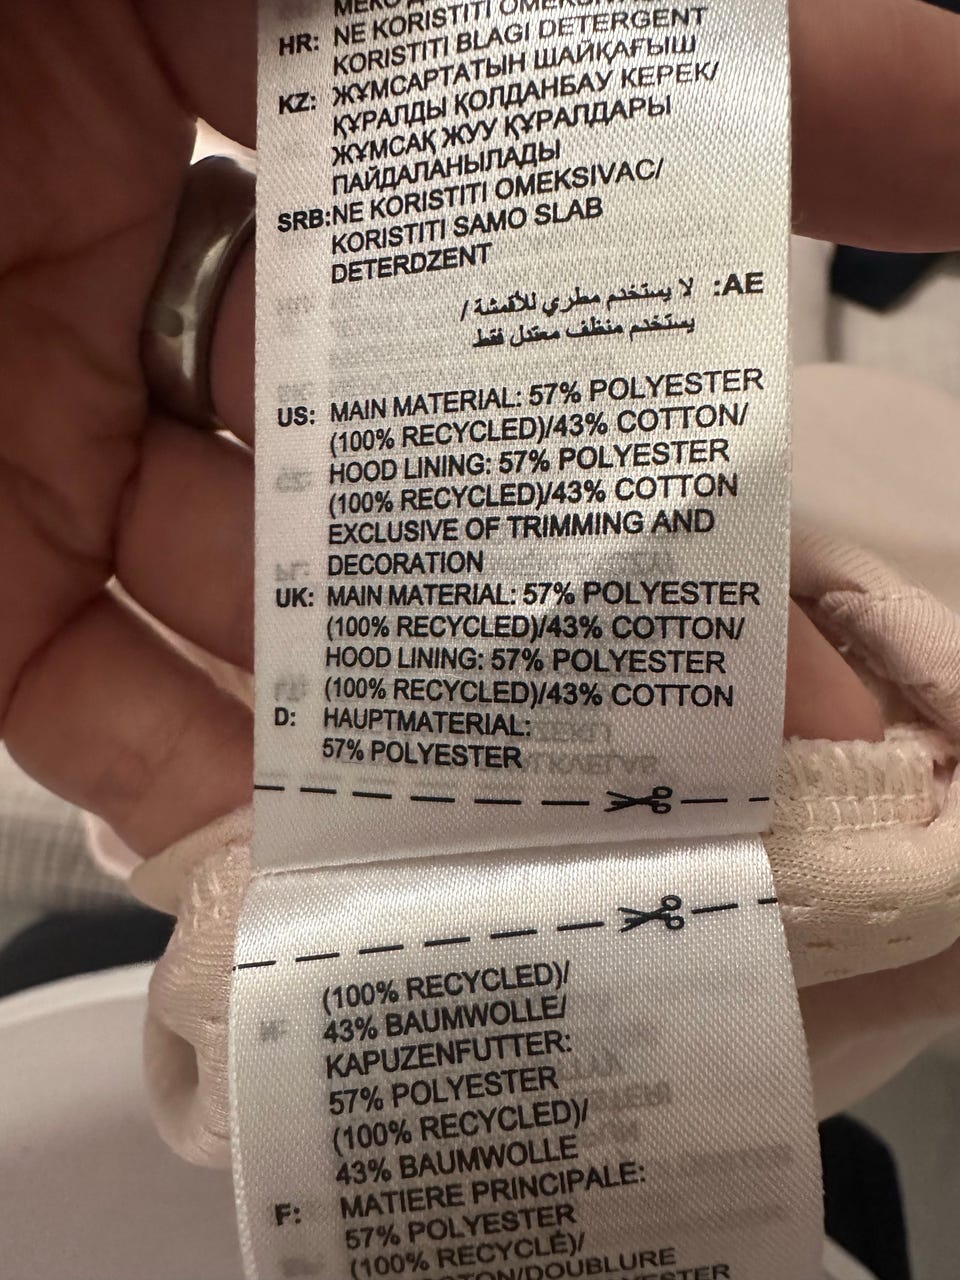 HR: NE KORISTITI
KORISTITI BLAGI DETERGENT
KZ: ЖҰМСАРТАТЫН ШАЙҚАҒЫШ
ҚҰРАЛДЫ ҚОЛДАНБАУ КЕРЕК/
ЖҰМСАҚ ЖУУ ҚҰРАЛДАРЫ
ПАЙДАЛАНЫЛАДЫ
SRB:NE KORISTITI OMEKSIVAC/
KORISTITI SAMO SLAB
DETERDZENT
AE: لا يستخدم مطري للأقمشة /
يستخدم منظف معتدل فقط
US: MAIN MATERIAL: 57% POLYESTER
(100% RECYCLED)/43% COTTON/
HOOD LINING: 57% POLYESTER
(100% RECYCLED)/43% COTTON
EXCLUSIVE OF TRIMMING AND
DECORATION
UK: MAIN MATERIAL: 57% POLYESTER
(100% RECYCLED)/43% COTTON/
HOOD LINING: 57% POLYESTER
(100% RECYCLED)/43% COTTON
D: HAUPTMATERIAL:
57% POLYESTER
(100% RECYCLED)/
43% BAUMWOLLE/
KAPUZENFUTTER:
57% POLYESTER
(100% RECYCLED)/
43% BAUMWOLLE
F: MATIERE PRINCIPALE:
57% POLYESTER
(100% RECYCLÉ)/
COTON/DOUBLURE